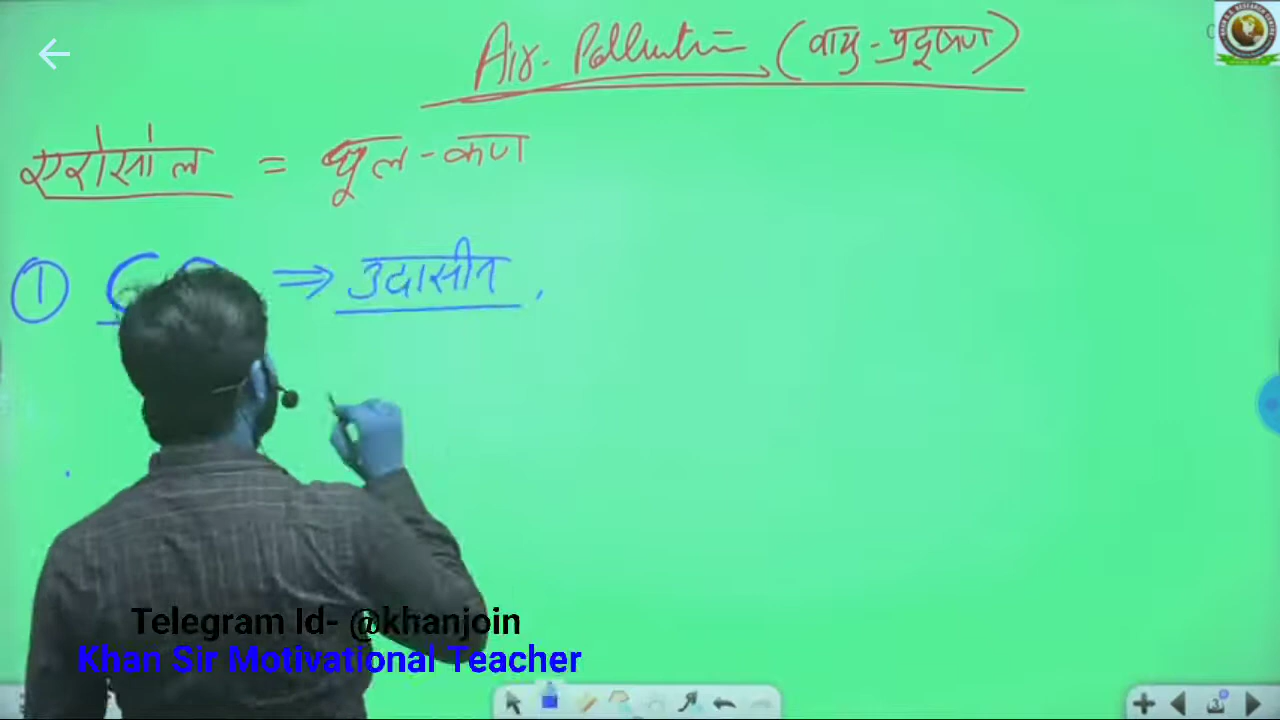 Air-Pollution (वायु-प्रदूषण)
एरोसॉल = धूल-कण
① ⇒ उदासीन,
Telegram Id- @khanjoin
Khan Sir Motivational Teacher